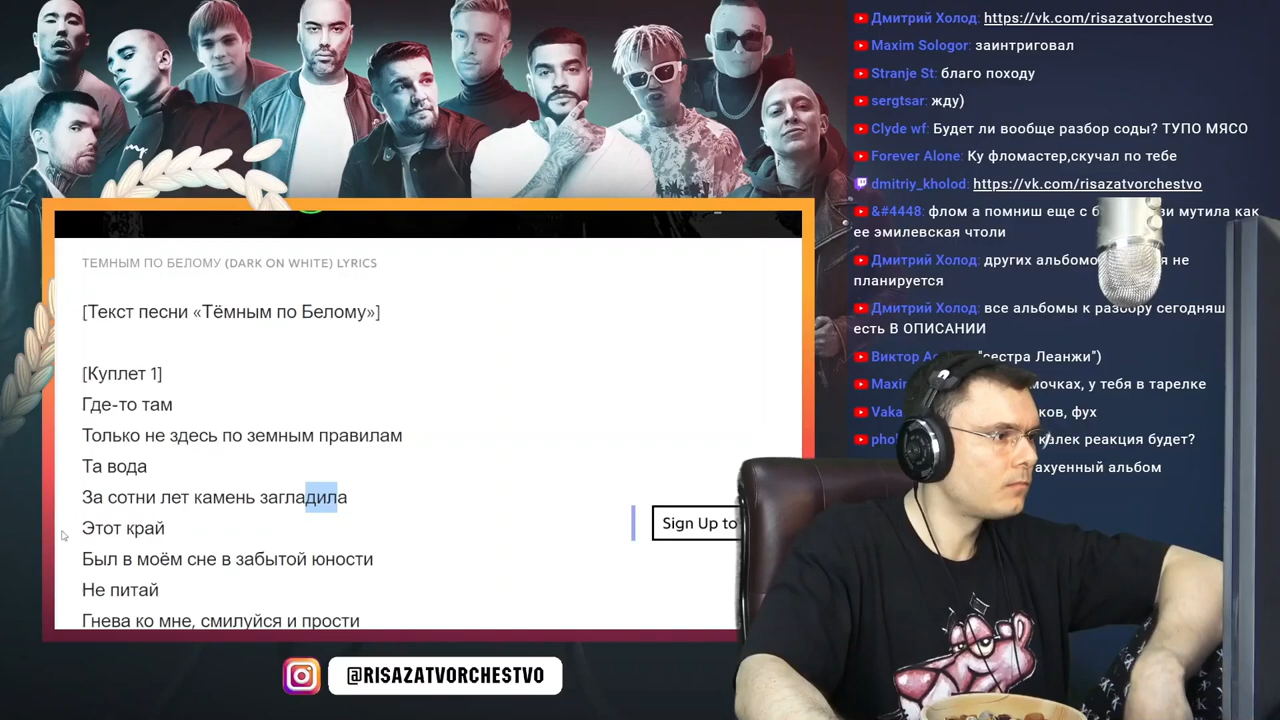 ТЕМНЫМ ПО БЕЛОМУ (DARK ON WHITE) LYRICS
[Текст песни «Тёмным по Белому»]
[Куплет 1]
Где-то там
Только не здесь по земным правилам
Та вода
За сотни лет камень загладила
Этот край
Был в моём сне в забытой юности
Не питай
Гнева ко мне, смилуйся и прости
Sign Up to
@RISAZATVORCHESTVO
Дмитрий Холод: https://vk.com/risazatvorchestvo
Maxim Sologor: заинтриговал
Stranje St: благо походу
sergtsar: жду)
Clyde wf: Будет ли вообще разбор соды? ТУПО МЯСО
Forever Alone: Ку фломастер,скучал по тебе
dmitriy_kholod: https://vk.com/risazatvorchestvo
&#4448: флом а помниш еще с мутила как
ее эмилевская чтоли
Дмитрий Холод: других не
планируется
Дмитрий Холод: все альбомы к разбору
есть В ОПИСАНИИ
Виктор "сестра Леанжи")
у тебя в тарелке
Vaka фух
реакция будет?
ахуенный альбом